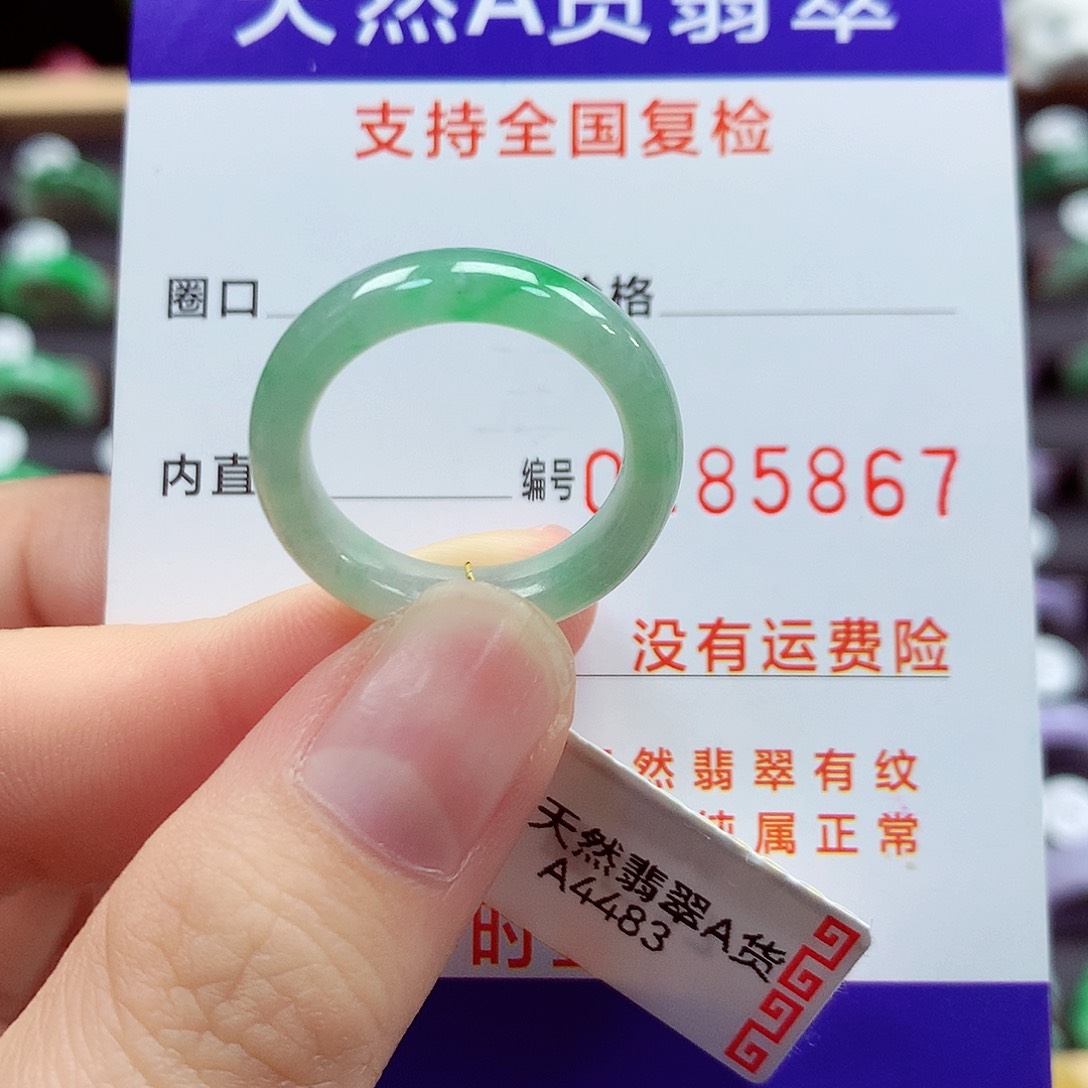 天然A货翡翠
支持全国复检
圈口 格
内直 编号 85867
没有运费险
然翡翠有纹
属正常
的
天然翡翠A货
A4483